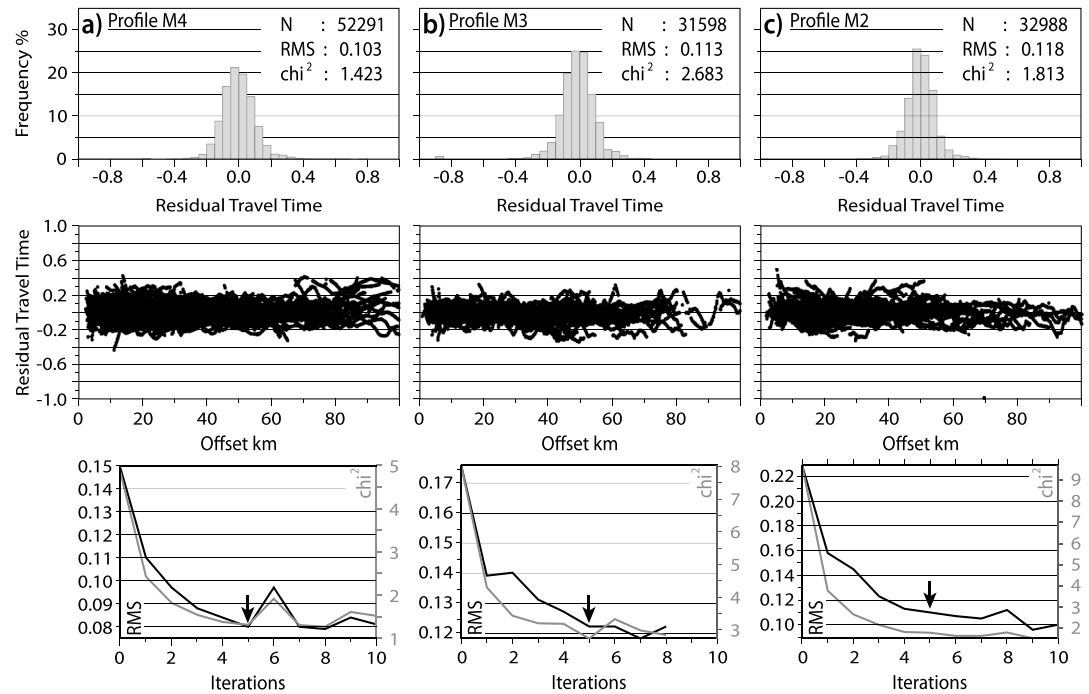 a) Profile M4
N : 52291
RMS : 0.103
chi² : 1.423
b) Profile M3
N : 31598
RMS : 0.113
chi² : 2.683
c) Profile M2
N : 32988
RMS : 0.118
chi² : 1.813
Frequency %
30
20
10
0
-0.8 -0.4 0.0 0.4 0.8
-0.8 -0.4 0.0 0.4 0.8
-0.8 -0.4 0.0 0.4 0.8
Residual Travel Time
Residual Travel Time
Residual Travel Time
Residual Travel Time
1.0
0.6
0.2
-0.2
-0.6
-1.0
0 20 40 60 80
0 20 40 60 80
0 20 40 60 80
Offset km
Offset km
Offset km
0.15
0.14
0.13
0.12
0.11
0.10
0.09
0.08
RMS
chi²
5
4
3
2
1
0 2 4 6 8 10
Iterations
0.17
0.16
0.15
0.14
0.13
0.12
RMS
chi²
8
7
6
5
4
3
0 2 4 6 8 10
Iterations
0.22
0.20
0.18
0.16
0.14
0.12
0.10
RMS
chi²
9
8
7
6
5
4
3
2
0 2 4 6 8 10
Iterations